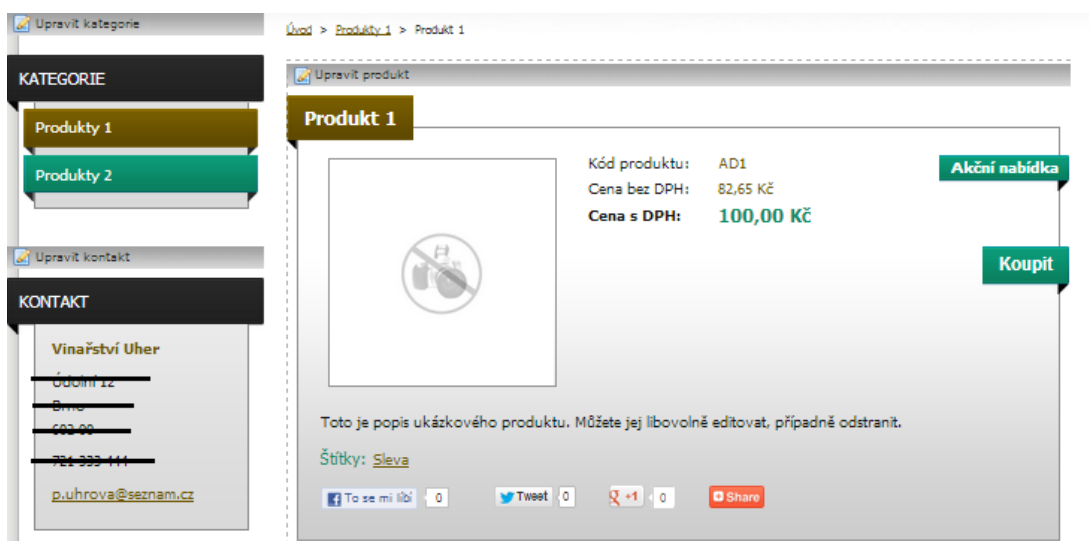 Upravit kategorie
Úvod > Produkty 1 > Produkt 1
KATEGORIE
Produkty 1
Produkty 2
Upravit kontakt
KONTAKT
Vinařství Uher
p.uhrova@seznam.cz
Upravit produkt
Produkt 1
Kód produktu: AD1
Cena bez DPH: 82,65 Kč
Cena s DPH: 100,00 Kč
Akční nabídka
Koupit
Toto je popis ukázkového produktu. Můžete jej libovolně editovat, případně odstranit.
Štítky: Sleva
To se mi líbí 0 Tweet 0 +1 0 Share